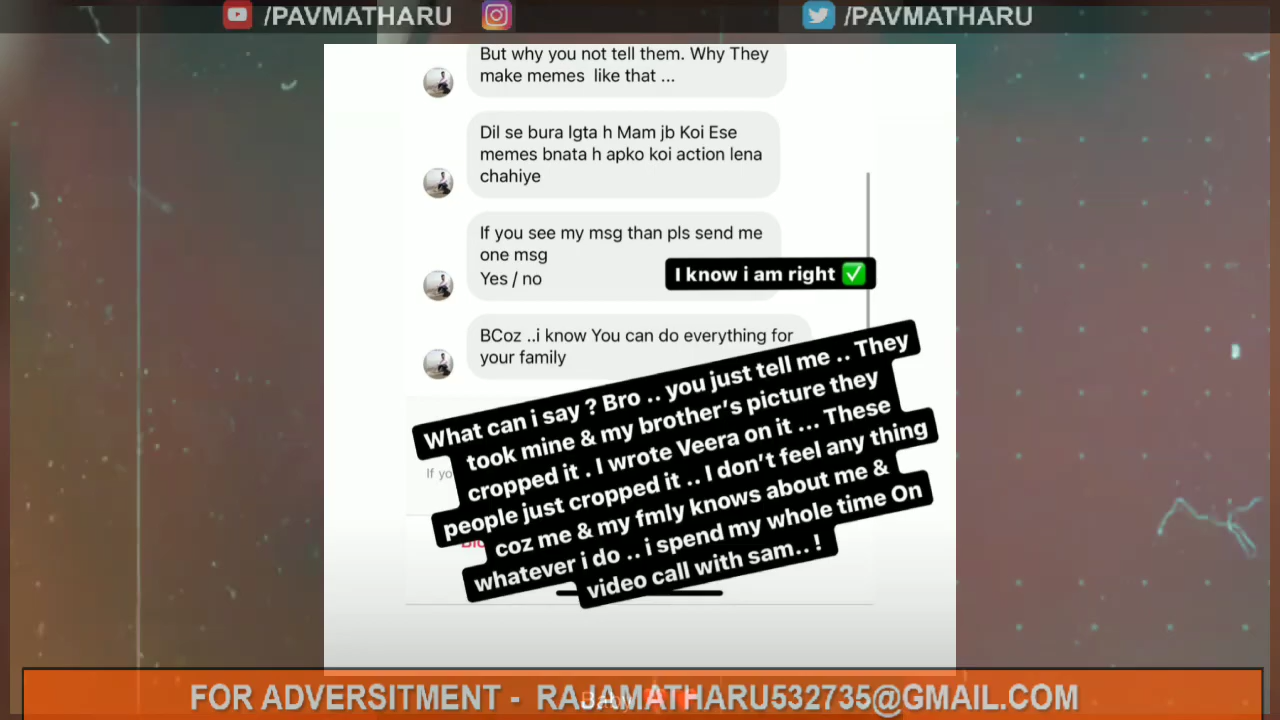 /PAVMATHARU
/PAVMATHARU
But why you not tell them. Why They
make memes like that ...
Dil se bura lgta h Mam jb Koi Ese
memes bnata h apko koi action lena
chahiye
If you see my msg than pls send me
one msg
Yes / no
I know i am right ✅
BCoz ..i know You can do everything for
your family
What can i say ? Bro .. you just tell me .. They
took mine & my brother's picture they
cropped it . I wrote Veera on it ... These
people just cropped it .. I don't feel any thing
coz me & my fmly knows about me &
whatever i do .. i spend my whole time On
video call with sam.. !
If yo
Blo
Baby
FOR ADVERSITMENT - RAJAMATHARU532735@GMAIL.COM